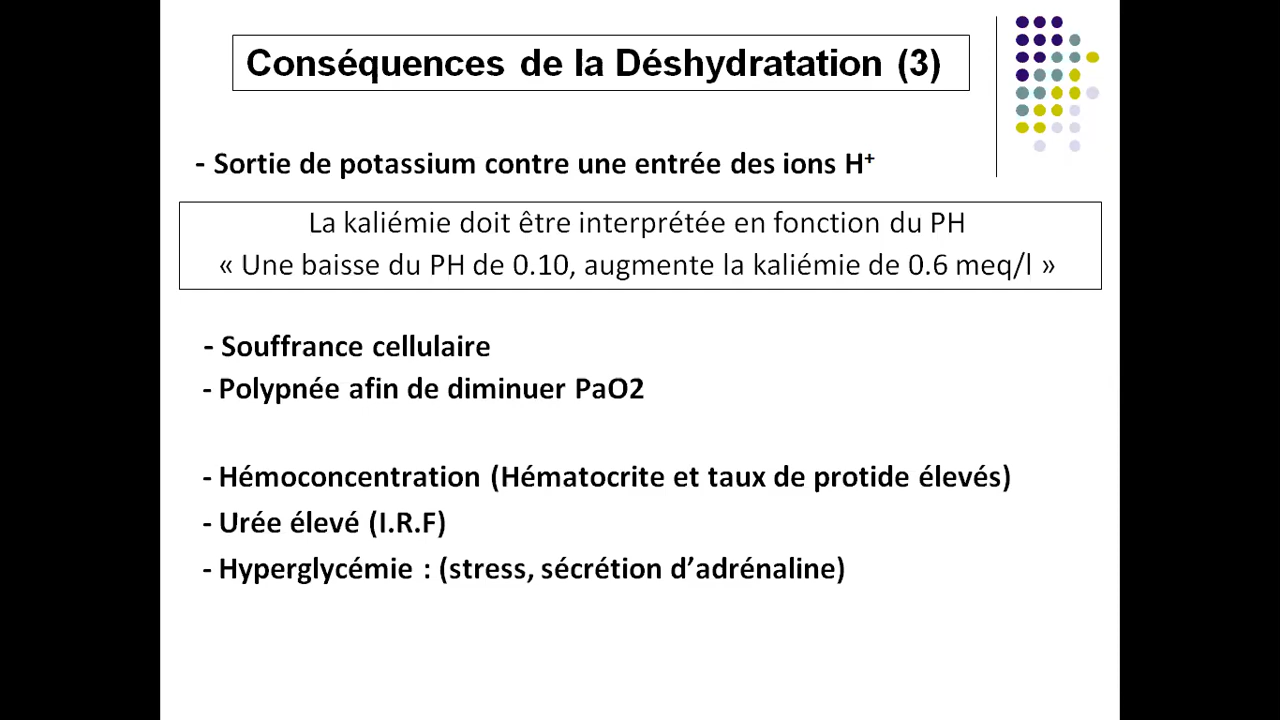 Conséquences de la Déshydratation (3)
- Sortie de potassium contre une entrée des ions H⁺
La kaliémie doit être interprétée en fonction du PH
« Une baisse du PH de 0.10, augmente la kaliémie de 0.6 meq/l »
- Souffrance cellulaire
- Polypnée afin de diminuer PaO2
- Hémoconcentration (Hématocrite et taux de protide élevés)
- Urée élevé (I.R.F)
- Hyperglycémie : (stress, sécrétion d’adrénaline)